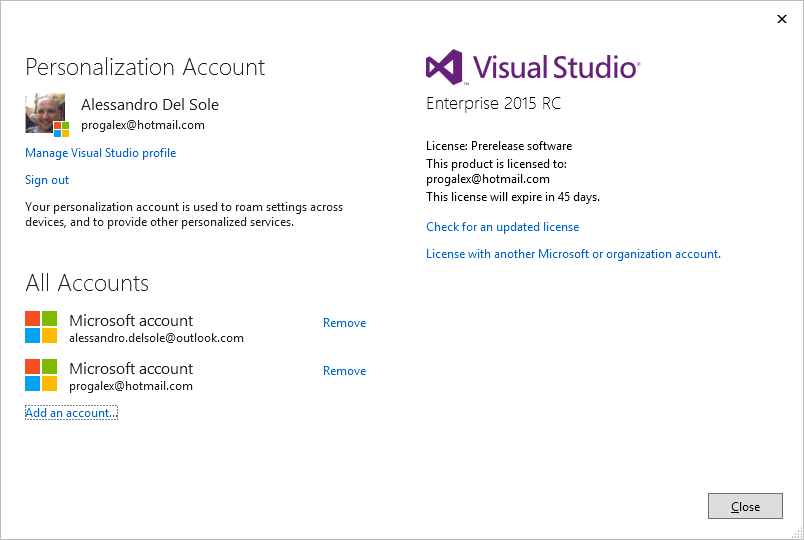 Personalization Account
Alessandro Del Sole
progalex@hotmail.com
Manage Visual Studio profile
Sign out
Your personalization account is used to roam settings across
devices, and to provide other personalized services.
All Accounts
Microsoft account
alessandro.delsole@outlook.com
Remove
Microsoft account
progalex@hotmail.com
Remove
Add an account...
Visual Studio
Enterprise 2015 RC
License: Prerelease software
This product is licensed to:
progalex@hotmail.com
This license will expire in 45 days.
Check for an updated license
License with another Microsoft or organization account.
Close